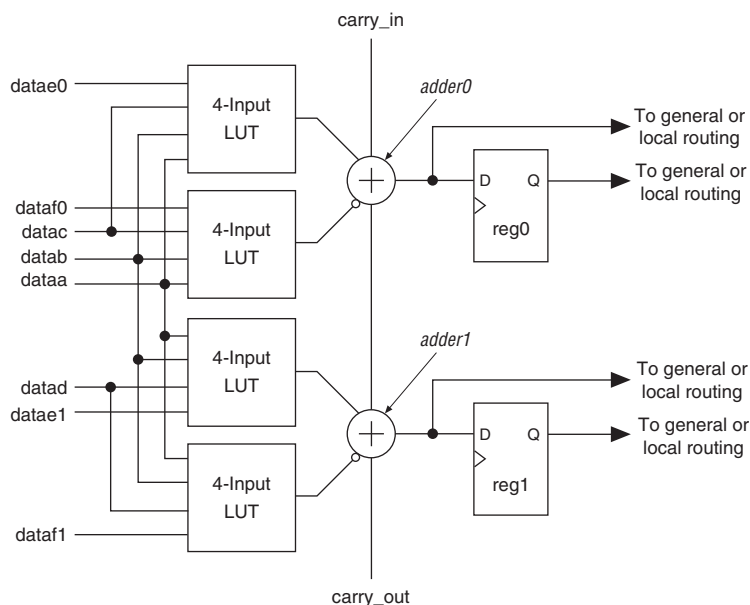 carry_in
adder0
datae0
4-Input
LUT
To general or
local routing
To general or
local routing
D Q
reg0
dataf0
datac
datab
dataa
4-Input
LUT
4-Input
LUT
adder1
datad
datae1
To general or
local routing
To general or
local routing
D Q
reg1
4-Input
LUT
dataf1
carry_out